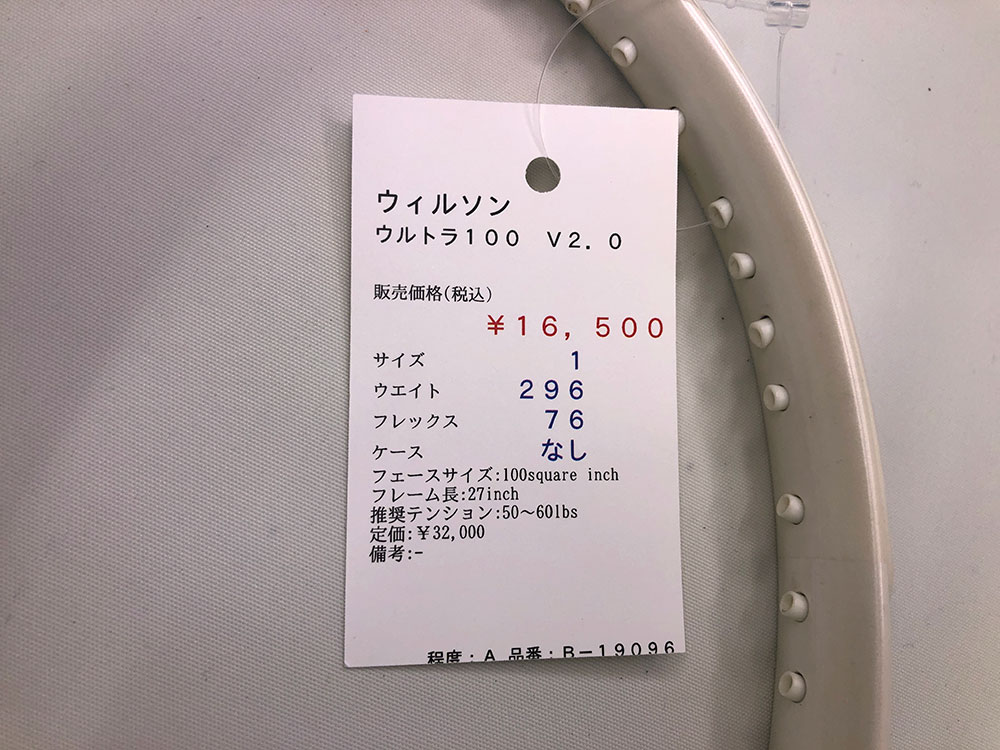 ウィルソン
ウルトラ100 V2.0
販売価格(税込)
¥16,500
サイズ 1
ウエイト 296
フレックス 76
ケース なし
フェースサイズ:100square inch
フレーム長:27inch
推奨テンション:50〜60lbs
定価:¥32,000
備考:-
程度:A 品番:B-19096